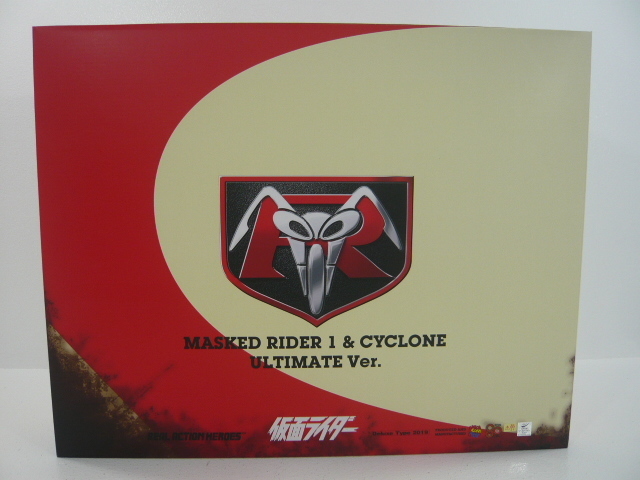 MASKED RIDER 1 & CYCLONE
ULTIMATE Ver.
REAL ACTION HEROES
仮面ライダー